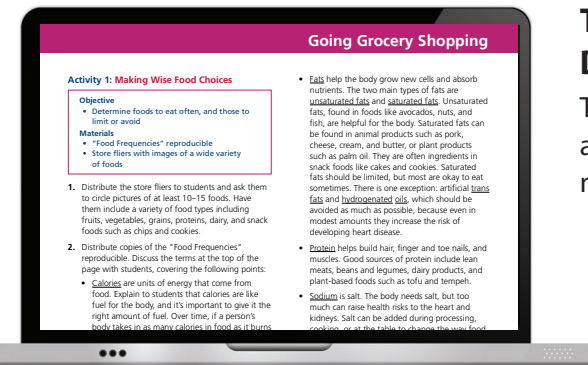 Going Grocery Shopping
Activity 1: Making Wise Food Choices
Objective
• Determine foods to eat often, and those to
limit or avoid
Materials
• "Food Frequencies" reproducible
• Store fliers with images of a wide variety
of foods
1. Distribute the store fliers to students and ask them
to circle pictures of at least 10–15 foods. Have
them include a variety of food types including
fruits, vegetables, grains, proteins, dairy, and snack
foods such as chips and cookies.
2. Distribute copies of the "Food Frequencies"
reproducible. Discuss the terms at the top of the
page with students, covering the following points:
• Calories are units of energy that come from
food. Explain to students that calories are like
fuel for the body, and it's important to give it the
right amount of fuel. Over time, if a person's
body takes in as many calories in food as it burns
• Fats help the body grow new cells and absorb
nutrients. The two main types of fats are
unsaturated fats and saturated fats. Unsaturated
fats, found in foods like avocados, nuts, and
fish, are helpful for the body. Saturated fats can
be found in animal products such as pork,
cheese, cream, and butter, or plant products
such as palm oil. They are often ingredients in
snack foods like cakes and cookies. Saturated
fats should be limited, but most are okay to eat
sometimes. There is one exception: artificial trans
fats and hydrogenated oils, which should be
avoided as much as possible, because even in
modest amounts they increase the risk of
developing heart disease.
• Protein helps build hair, finger and toe nails, and
muscles. Good sources of protein include lean
meats, beans and legumes, dairy products, and
plant-based foods such as tofu and tempeh.
• Sodium is salt. The body needs salt, but too
much can raise health risks to the heart and
kidneys. Salt can be added during processing,
cooking, or at the table to change the way food